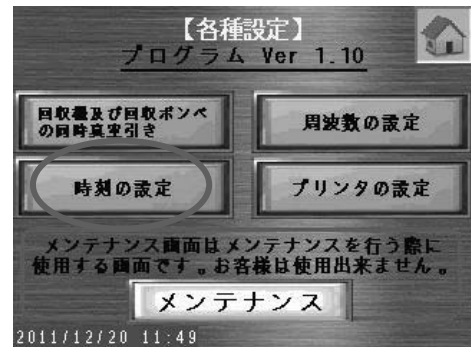 【各種設定】
プログラム Ver 1.10
回収機及び回収ボンベ
の同時真空引き
周波数の設定
時刻の設定
プリンタの設定
メンテナンス画面はメンテナンスを行う際に
使用する画面です。お客様は使用出来ません。
メンテナンス
2011/12/20 11:49